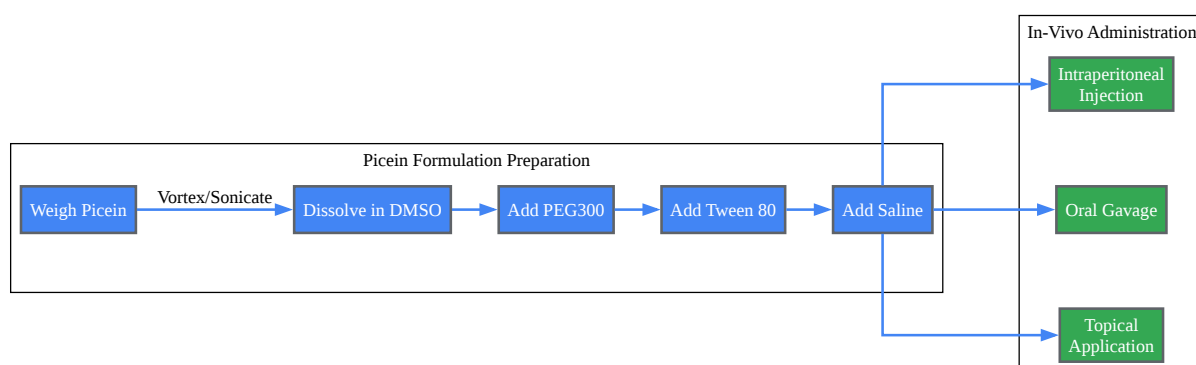 In-Vivo Administration
Intraperitoneal
Injection
Picein Formulation Preparation
Weigh Picein
Vortex/Sonicate
Dissolve in DMSO
Add PEG300
Add Tween 80
Add Saline
Oral Gavage
Topical
Application